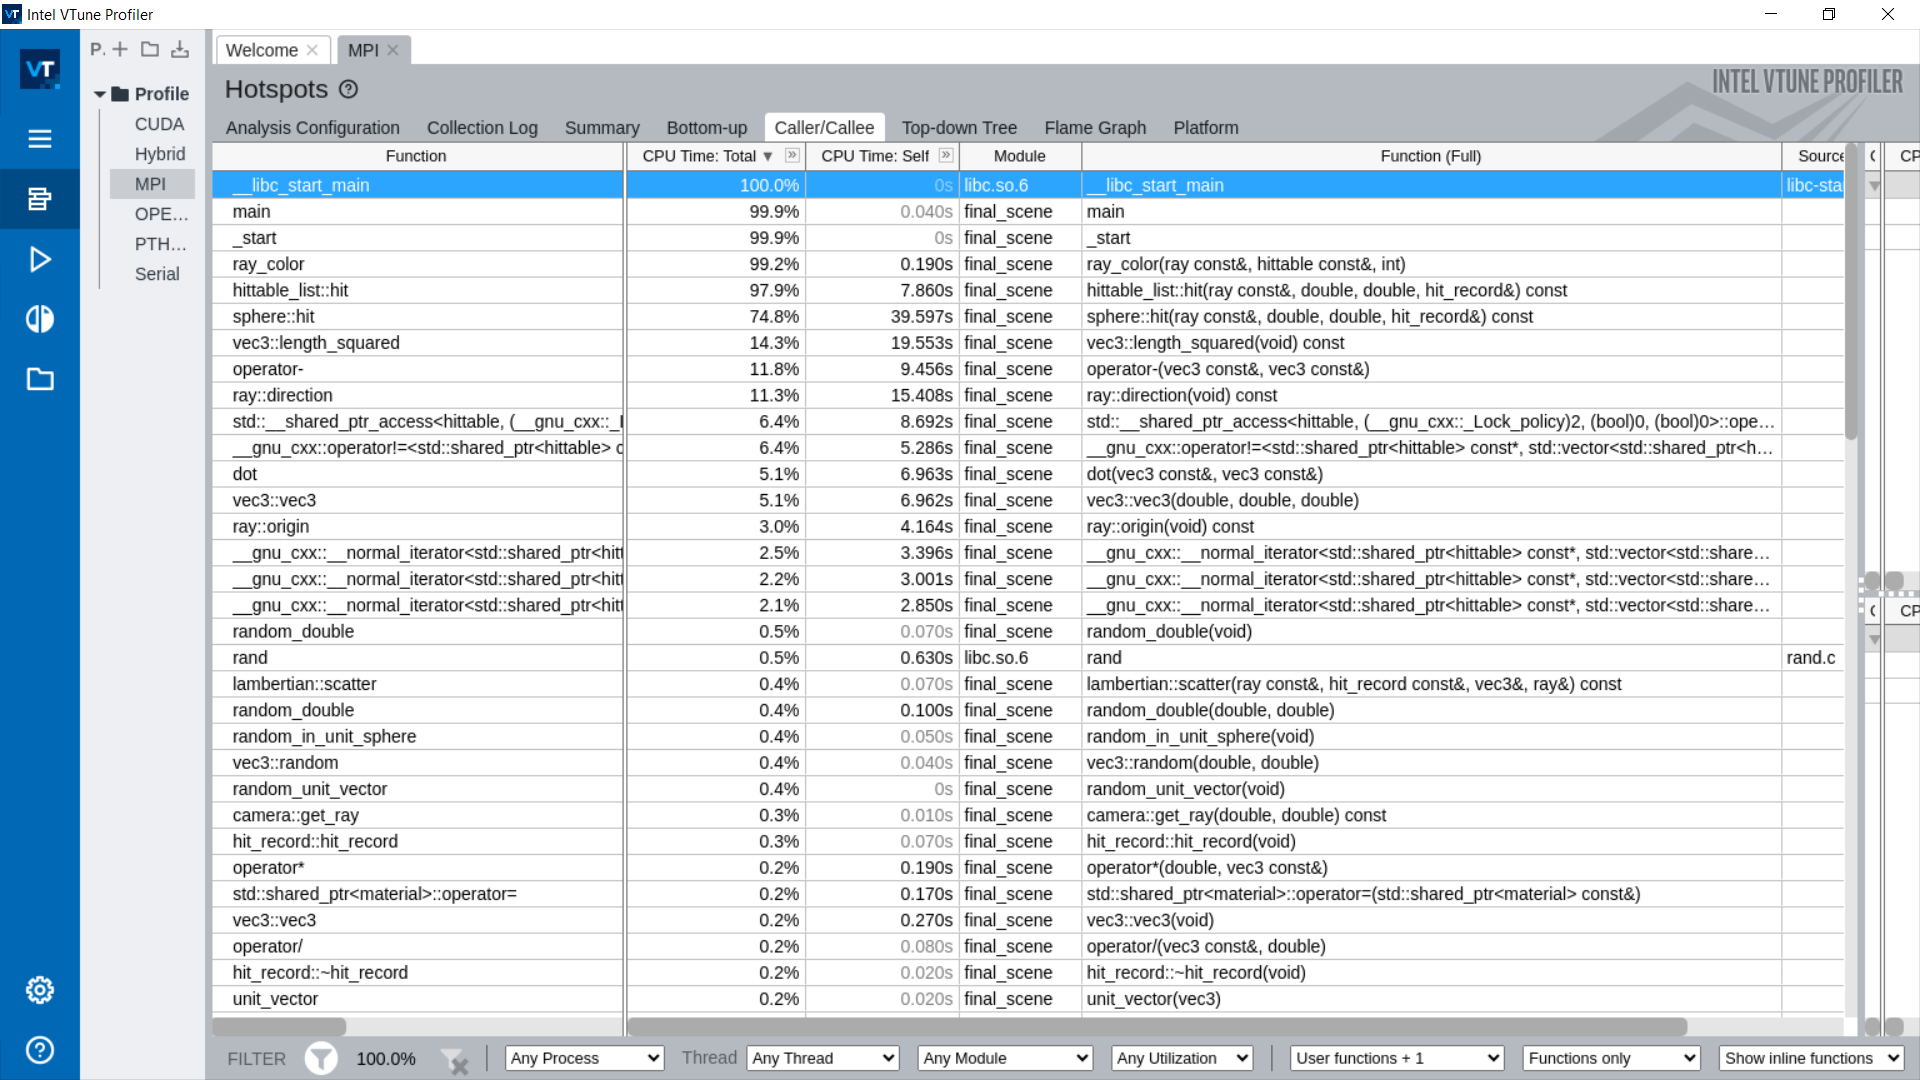 VT Intel VTune Profiler
P.
Welcome
MPI
VT
Profile
CUDA
Hybrid
MPI
OPE...
PTH...
Serial
Hotspots
INTEL VTUNE PROFILER
Analysis Configuration Collection Log Summary Bottom-up Caller/Callee Top-down Tree Flame Graph Platform
Function CPU Time: Total ▼ » CPU Time: Self » Module Function (Full) Source
__libc_start_main 100.0% 0s libc.so.6 __libc_start_main libc-sta
main 99.9% 0.040s final_scene main
_start 99.9% 0s final_scene _start
ray_color 99.2% 0.190s final_scene ray_color(ray const&, hittable const&, int)
hittable_list::hit 97.9% 7.860s final_scene hittable_list::hit(ray const&, double, double, hit_record&) const
sphere::hit 74.8% 39.597s final_scene sphere::hit(ray const&, double, double, hit_record&) const
vec3::length_squared 14.3% 19.553s final_scene vec3::length_squared(void) const
operator- 11.8% 9.456s final_scene operator-(vec3 const&, vec3 const&)
ray::direction 11.3% 15.408s final_scene ray::direction(void) const
std::__shared_ptr_access<hittable, (__gnu_cxx::_ 6.4% 8.692s final_scene std::__shared_ptr_access<hittable, (__gnu_cxx::_Lock_policy)2, (bool)0, (bool)0>::ope...
__gnu_cxx::operator!=<std::shared_ptr<hittable> c 6.4% 5.286s final_scene __gnu_cxx::operator!=<std::shared_ptr<hittable> const*, std::vector<std::shared_ptr<h...
dot 5.1% 6.963s final_scene dot(vec3 const&, vec3 const&)
vec3::vec3 5.1% 6.962s final_scene vec3::vec3(double, double, double)
ray::origin 3.0% 4.164s final_scene ray::origin(void) const
__gnu_cxx::__normal_iterator<std::shared_ptr<hitt 2.5% 3.396s final_scene __gnu_cxx::__normal_iterator<std::shared_ptr<hittable> const*, std::vector<std::share...
__gnu_cxx::__normal_iterator<std::shared_ptr<hitt 2.2% 3.001s final_scene __gnu_cxx::__normal_iterator<std::shared_ptr<hittable> const*, std::vector<std::share...
__gnu_cxx::__normal_iterator<std::shared_ptr<hitt 2.1% 2.850s final_scene __gnu_cxx::__normal_iterator<std::shared_ptr<hittable> const*, std::vector<std::share...
random_double 0.5% 0.070s final_scene random_double(void)
rand 0.5% 0.630s libc.so.6 rand rand.c
lambertian::scatter 0.4% 0.070s final_scene lambertian::scatter(ray const&, hit_record const&, vec3&, ray&) const
random_double 0.4% 0.100s final_scene random_double(double, double)
random_in_unit_sphere 0.4% 0.050s final_scene random_in_unit_sphere(void)
vec3::random 0.4% 0.040s final_scene vec3::random(double, double)
random_unit_vector 0.4% 0s final_scene random_unit_vector(void)
camera::get_ray 0.3% 0.010s final_scene camera::get_ray(double, double) const
hit_record::hit_record 0.3% 0.070s final_scene hit_record::hit_record(void)
operator* 0.2% 0.190s final_scene operator*(double, vec3 const&)
std::shared_ptr<material>::operator= 0.2% 0.170s final_scene std::shared_ptr<material>::operator=(std::shared_ptr<material> const&)
vec3::vec3 0.2% 0.270s final_scene vec3::vec3(void)
operator/ 0.2% 0.080s final_scene operator/(vec3 const&, double)
hit_record::~hit_record 0.2% 0.020s final_scene hit_record::~hit_record(void)
unit_vector 0.2% 0.020s final_scene unit_vector(vec3)
CP
CP
FILTER 100.0% Any Process Thread Any Thread Any Module Any Utilization User functions + 1 Functions only Show inline functions